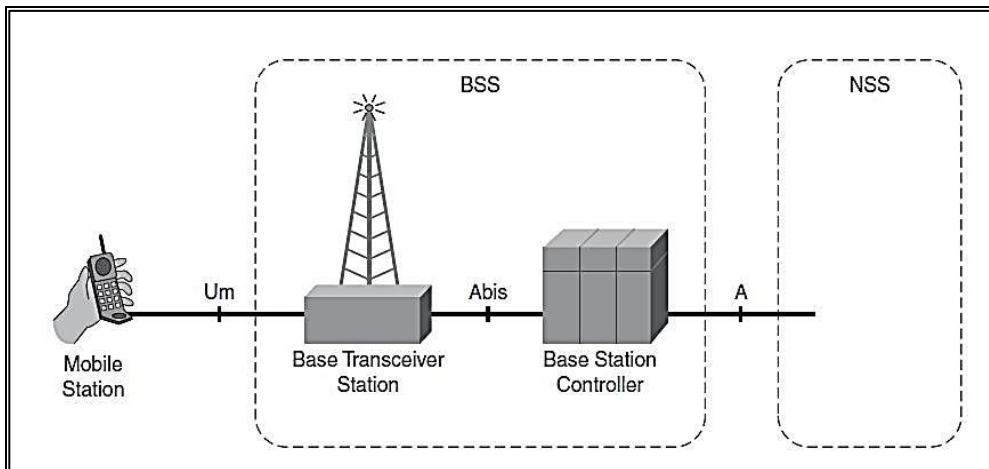 BSS
NSS
Um
Abis
A
Mobile
Station
Base Transceiver
Station
Base Station
Controller